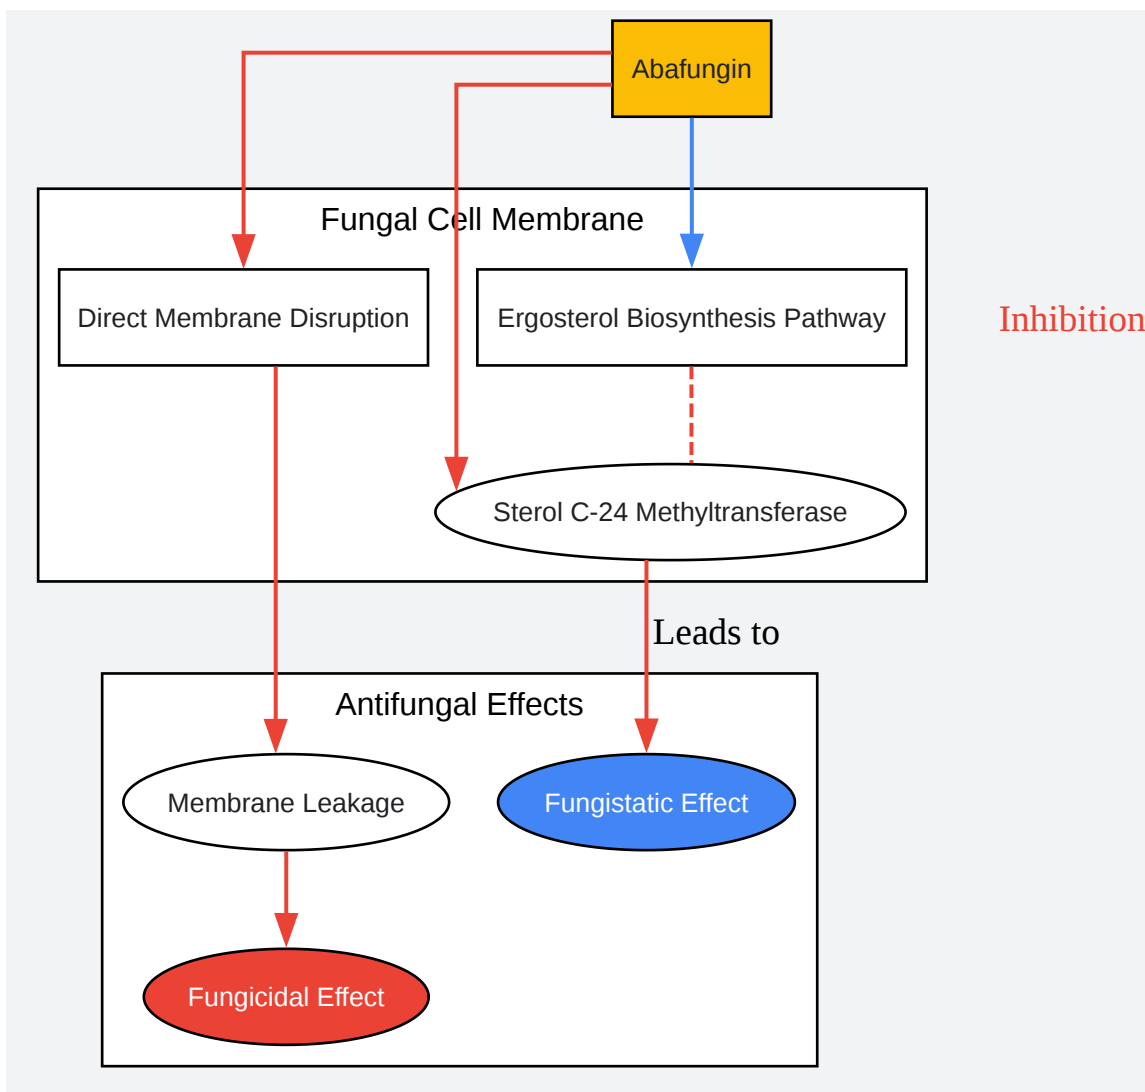 Abafungin
Fungal Cell Membrane
Direct Membrane Disruption
Ergosterol Biosynthesis Pathway
Inhibition
Sterol C-24 Methyltransferase
Leads to
Antifungal Effects
Membrane Leakage
Fungistatic Effect
Fungicidal Effect